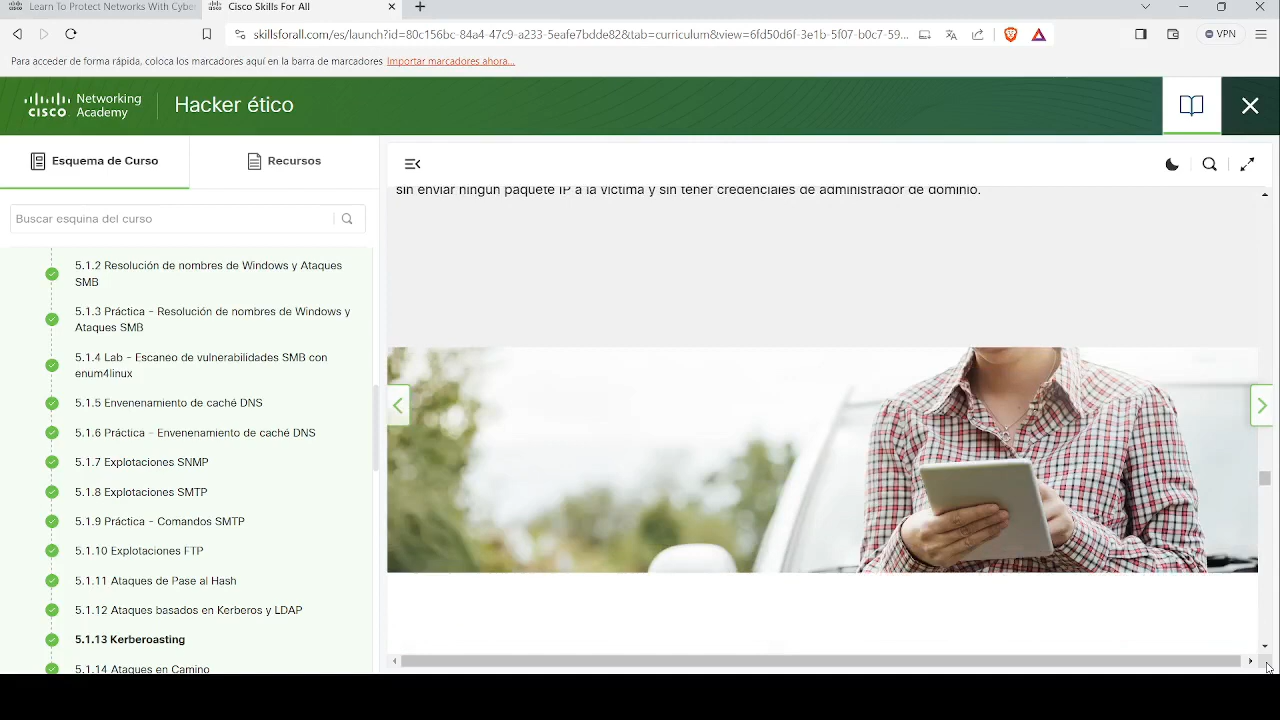 Learn To Protect Networks With Cybe
Cisco Skills For All
skillsforall.com/es/launch?id=80c156bc-84a4-47c9-a233-5eafe7bdde82&tab=curriculum&view=6fd50d6f-3e1b-5f07-b0c7-59...
VPN
Para acceder de forma rápida, coloca los marcadores aquí en la barra de marcadores Importar marcadores ahora...
cisco Networking Academy
Hacker ético
Esquema de Curso
Recursos
Buscar esquina del curso
5.1.2 Resolución de nombres de Windows y Ataques
SMB
5.1.3 Práctica - Resolución de nombres de Windows y
Ataques SMB
5.1.4 Lab - Escaneo de vulnerabilidades SMB con
enum4linux
5.1.5 Envenenamiento de caché DNS
5.1.6 Práctica - Envenenamiento de caché DNS
5.1.7 Explotaciones SNMP
5.1.8 Explotaciones SMTP
5.1.9 Práctica - Comandos SMTP
5.1.10 Explotaciones FTP
5.1.11 Ataques de Pase al Hash
5.1.12 Ataques basados en Kerberos y LDAP
5.1.13 Kerberoasting
5.1.14 Ataques en Camino
sin enviar ningún paquete IP a la víctima y sin tener credenciales de administrador de dominio.